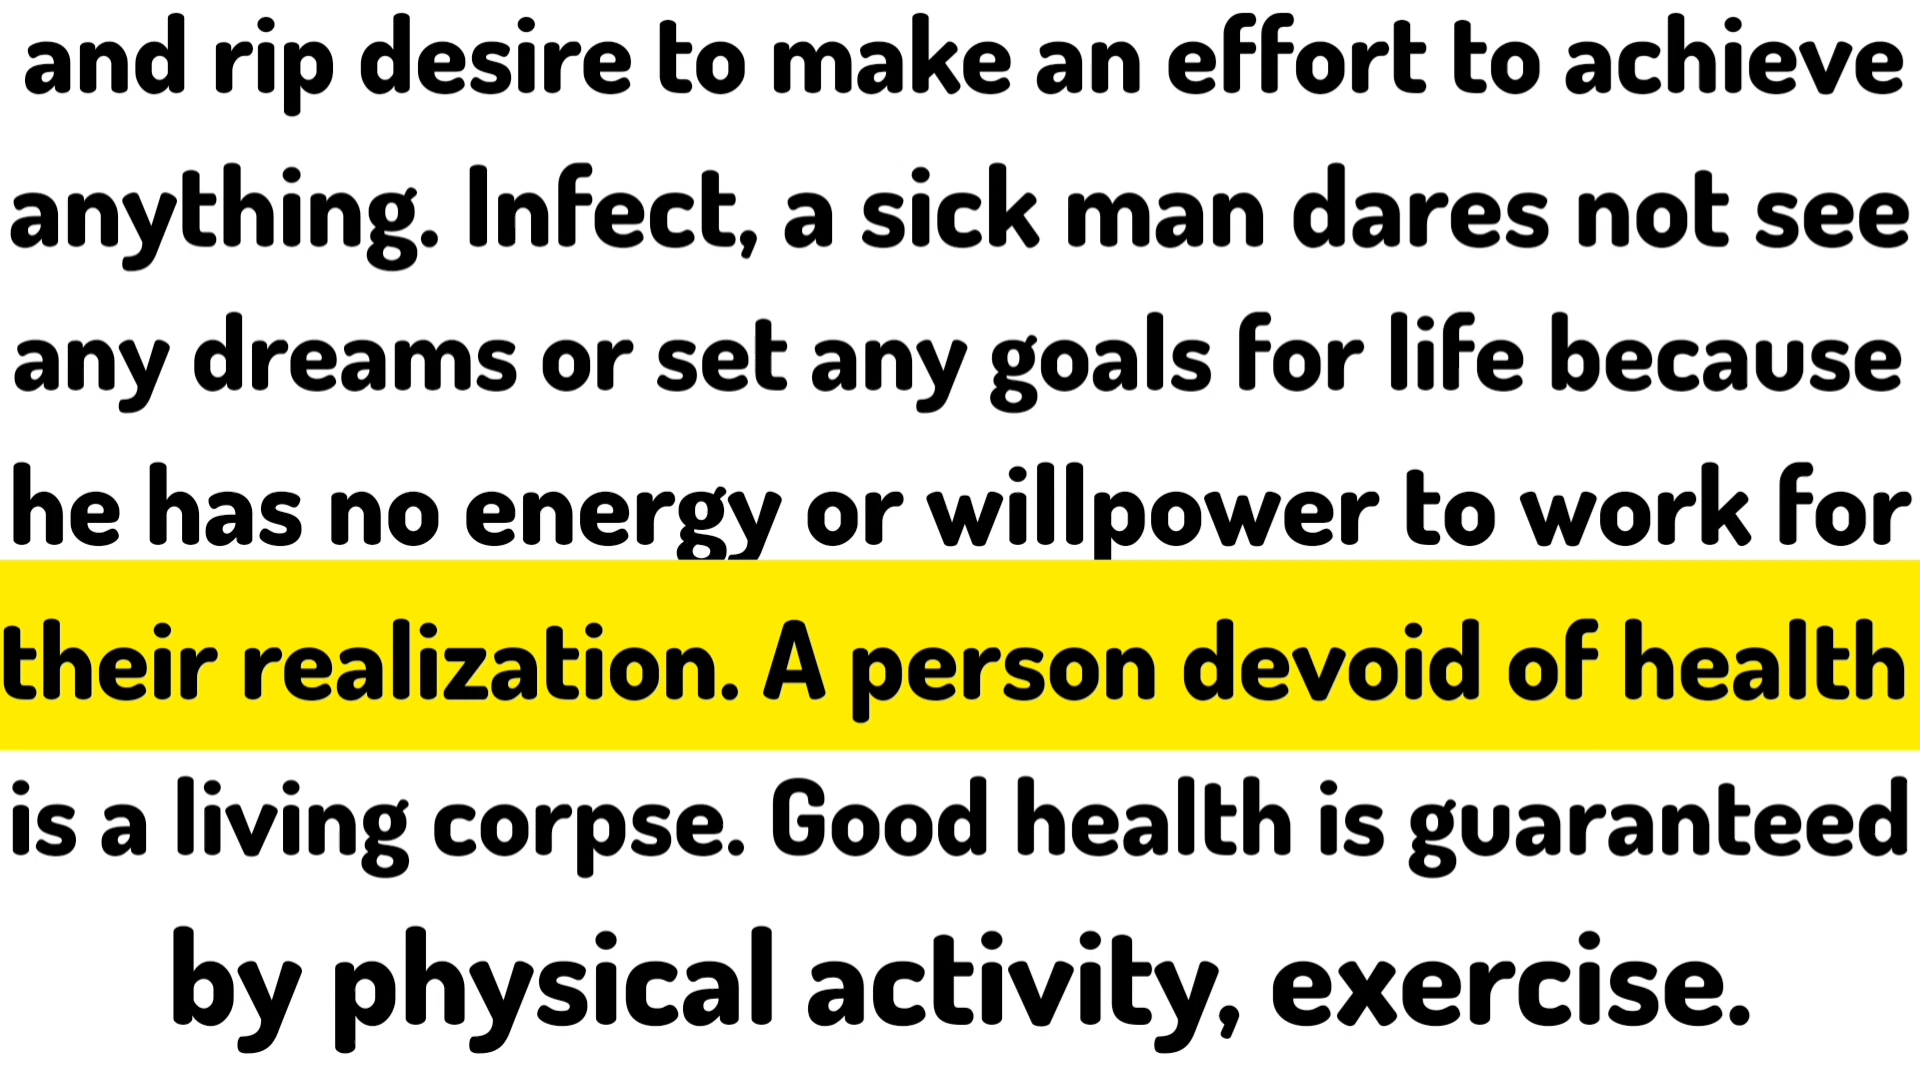 and rip desire to make an effort to achieve
anything. Infect, a sick man dares not see
any dreams or set any goals for life because
he has no energy or willpower to work for
their realization. A person devoid of health
is a living corpse. Good health is guaranteed
by physical activity, exercise.